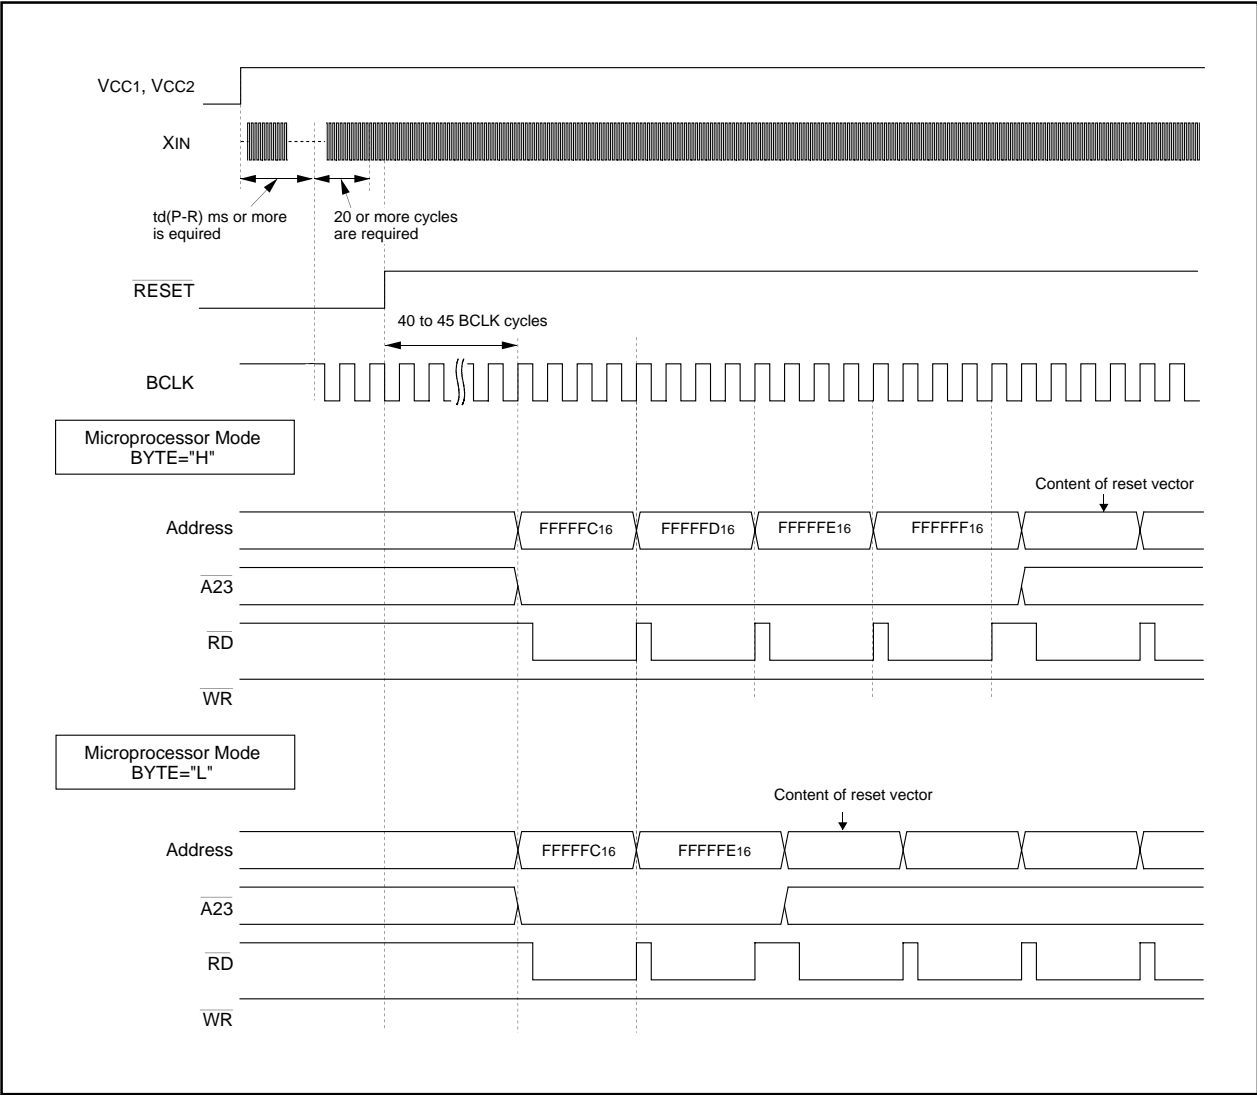 VCC1, VCC2
XIN
td(P-R) ms or more
is equired
20 or more cycles
are required
RESET
40 to 45 BCLK cycles
BCLK
Microprocessor Mode
BYTE="H"
Content of reset vector
Address
FFFFFC16
FFFFFD16
FFFFFE16
FFFFFF16
A23
RD
WR
Microprocessor Mode
BYTE="L"
Content of reset vector
Address
FFFFFC16
FFFFFE16
A23
RD
WR